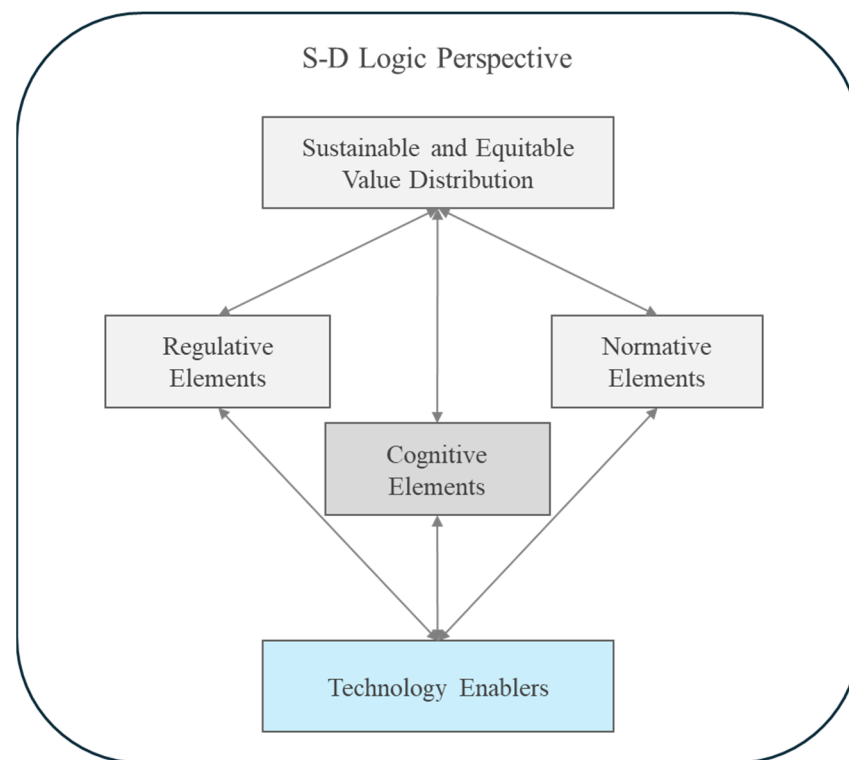 S-D Logic Perspective
Sustainable and Equitable
Value Distribution
Regulative
Elements
Normative
Elements
Cognitive
Elements
Technology Enablers